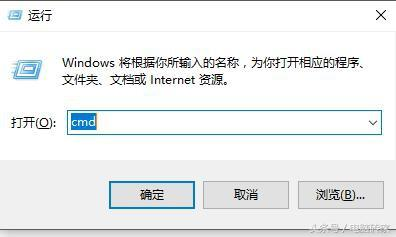 运行
Windows 将根据你所输入的名称，为你打开相应的程序、
文件夹、文档或 Internet 资源。
打开(O): cmd
确定 取消 浏览(B)...